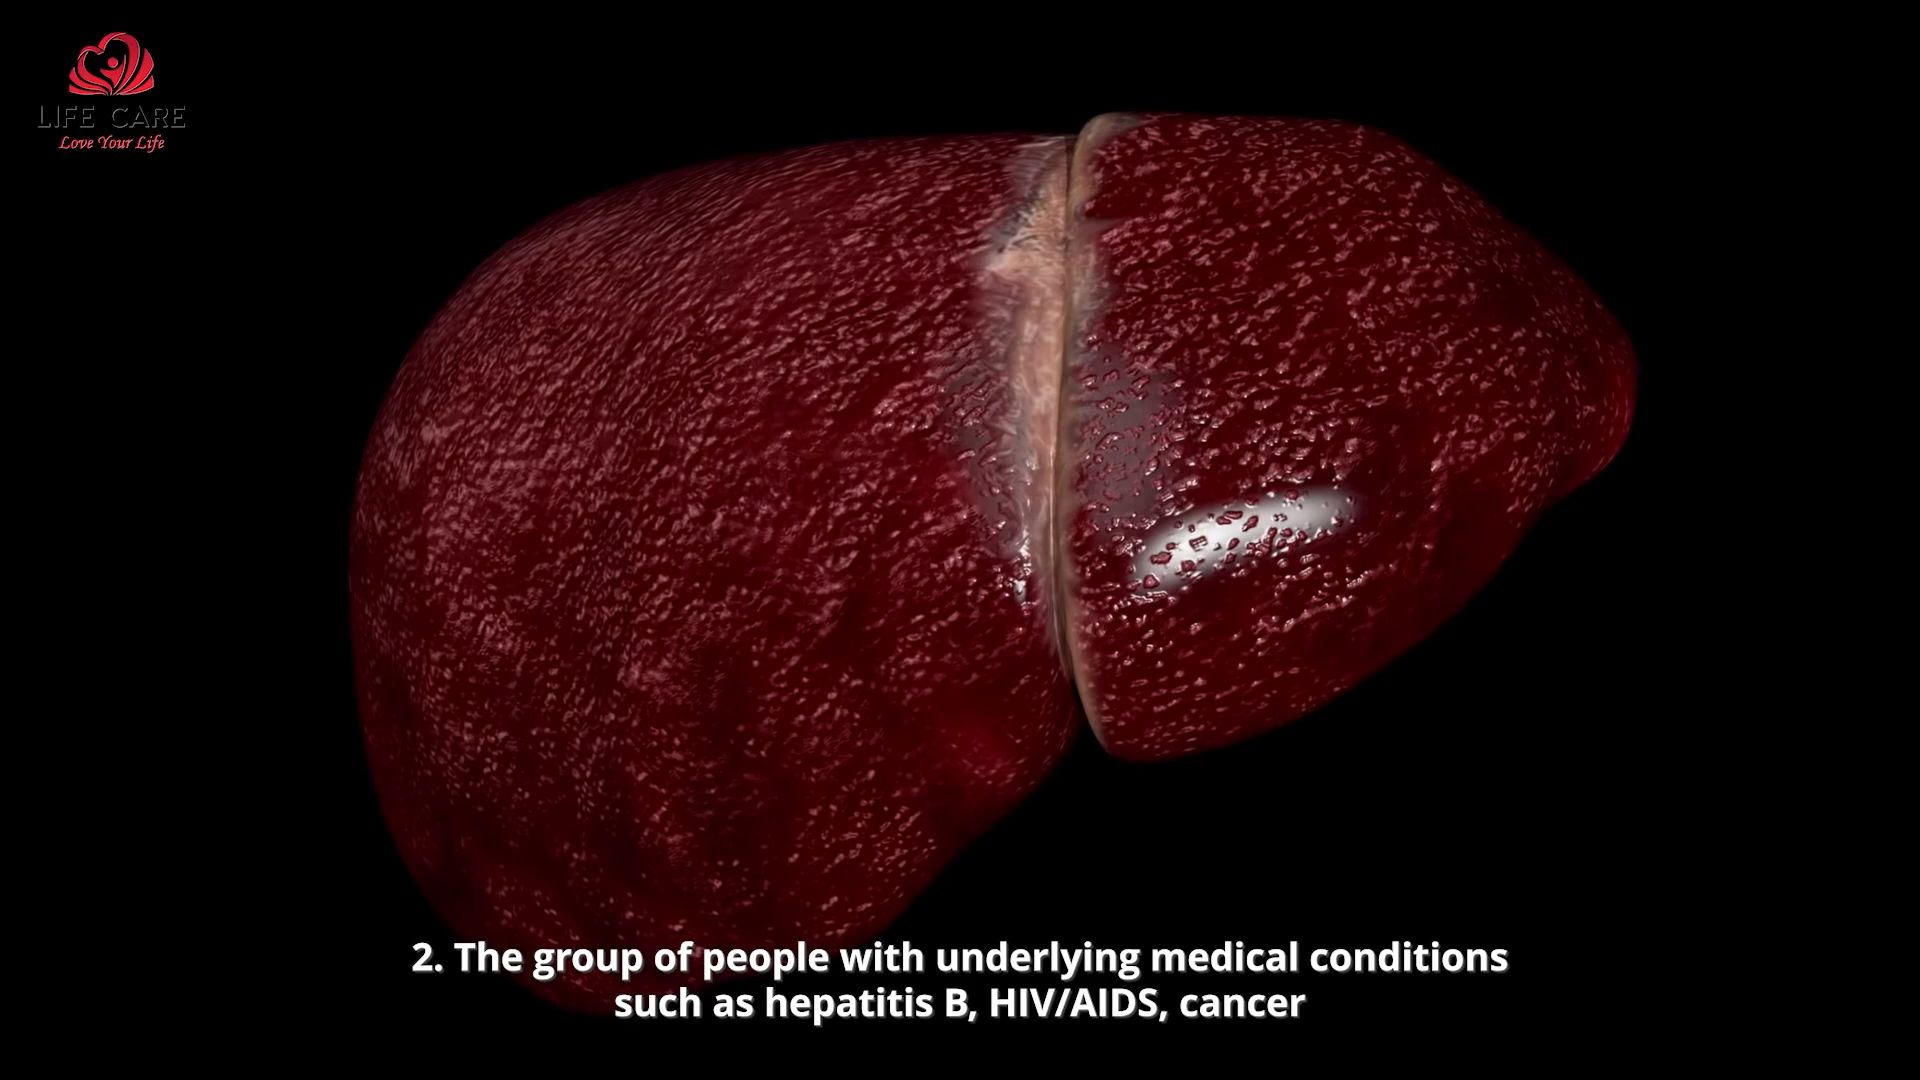 LIFE CARE
Love Your Life
2. The group of people with underlying medical conditions
such as hepatitis B, HIV/AIDS, cancer